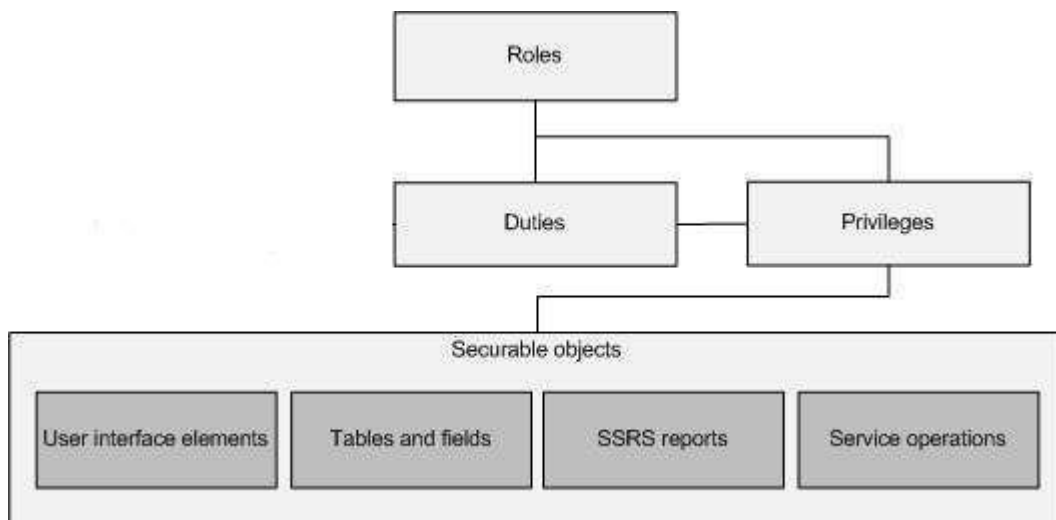 Roles
Duties
Privileges
Securable objects
User interface elements
Tables and fields
SSRS reports
Service operations